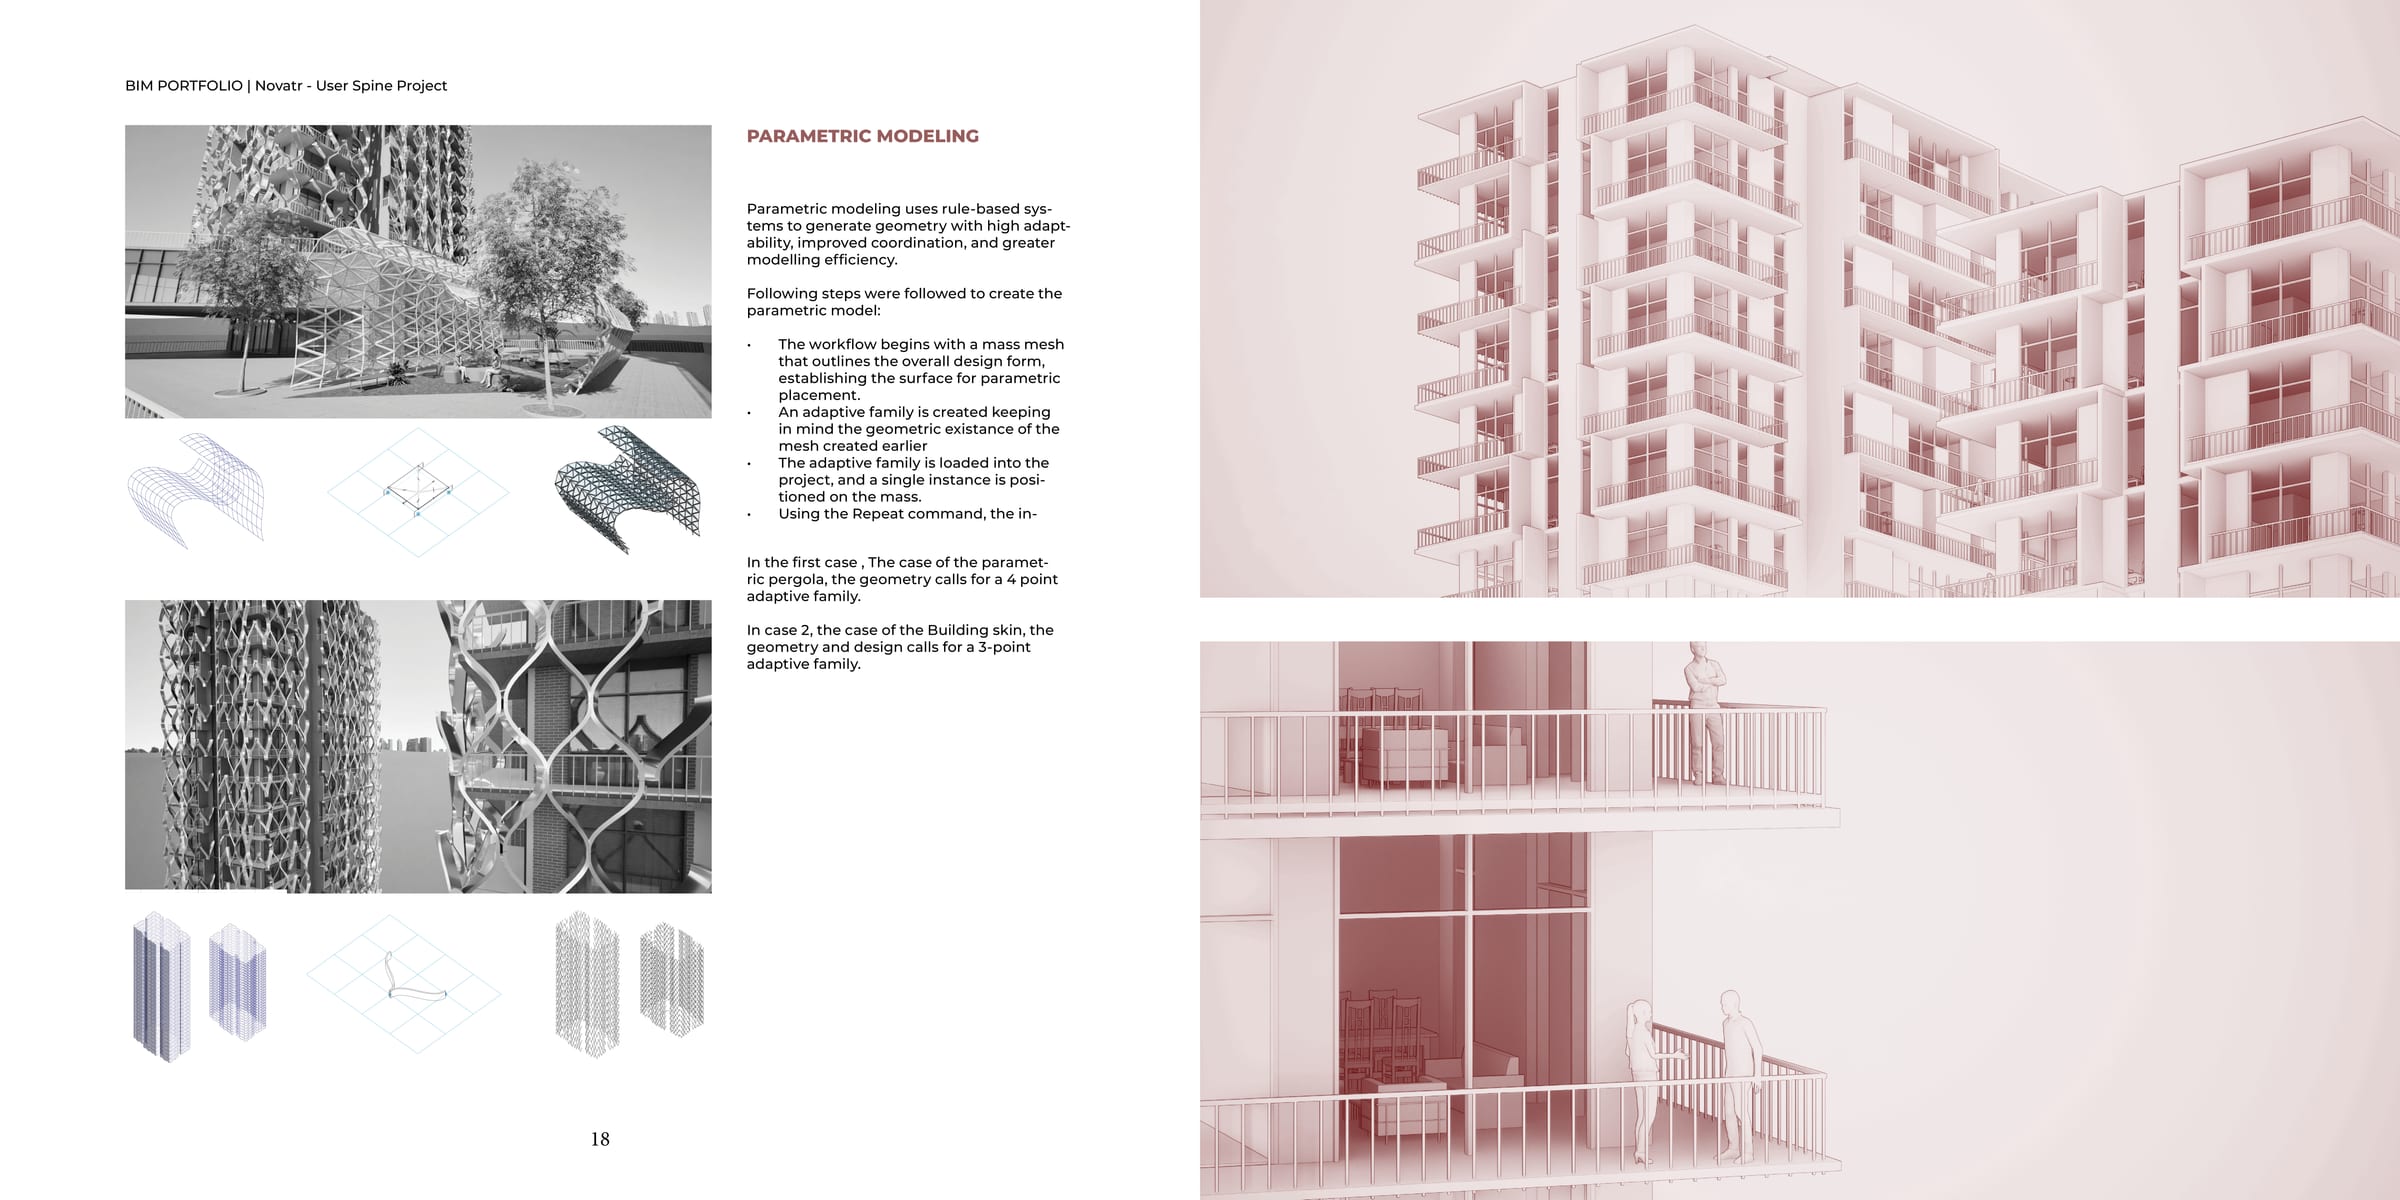 BIM PORTFOLIO | Novatr - User Spine Project
PARAMETRIC MODELING
Parametric modeling uses rule-based sys-
tems to generate geometry with high adapt-
ability, improved coordination, and greater
modelling efficiency.
Following steps were followed to create the
parametric model:
• The workflow begins with a mass mesh
that outlines the overall design form,
establishing the surface for parametric
placement.
• An adaptive family is created keeping
in mind the geometric existance of the
mesh created earlier
• The adaptive family is loaded into the
project, and a single instance is posi-
tioned on the mass.
• Using the Repeat command, the in-
In the first case , The case of the paramet-
ric pergola, the geometry calls for a 4 point
adaptive family.
In case 2, the case of the Building skin, the
geometry and design calls for a 3-point
adaptive family.
18